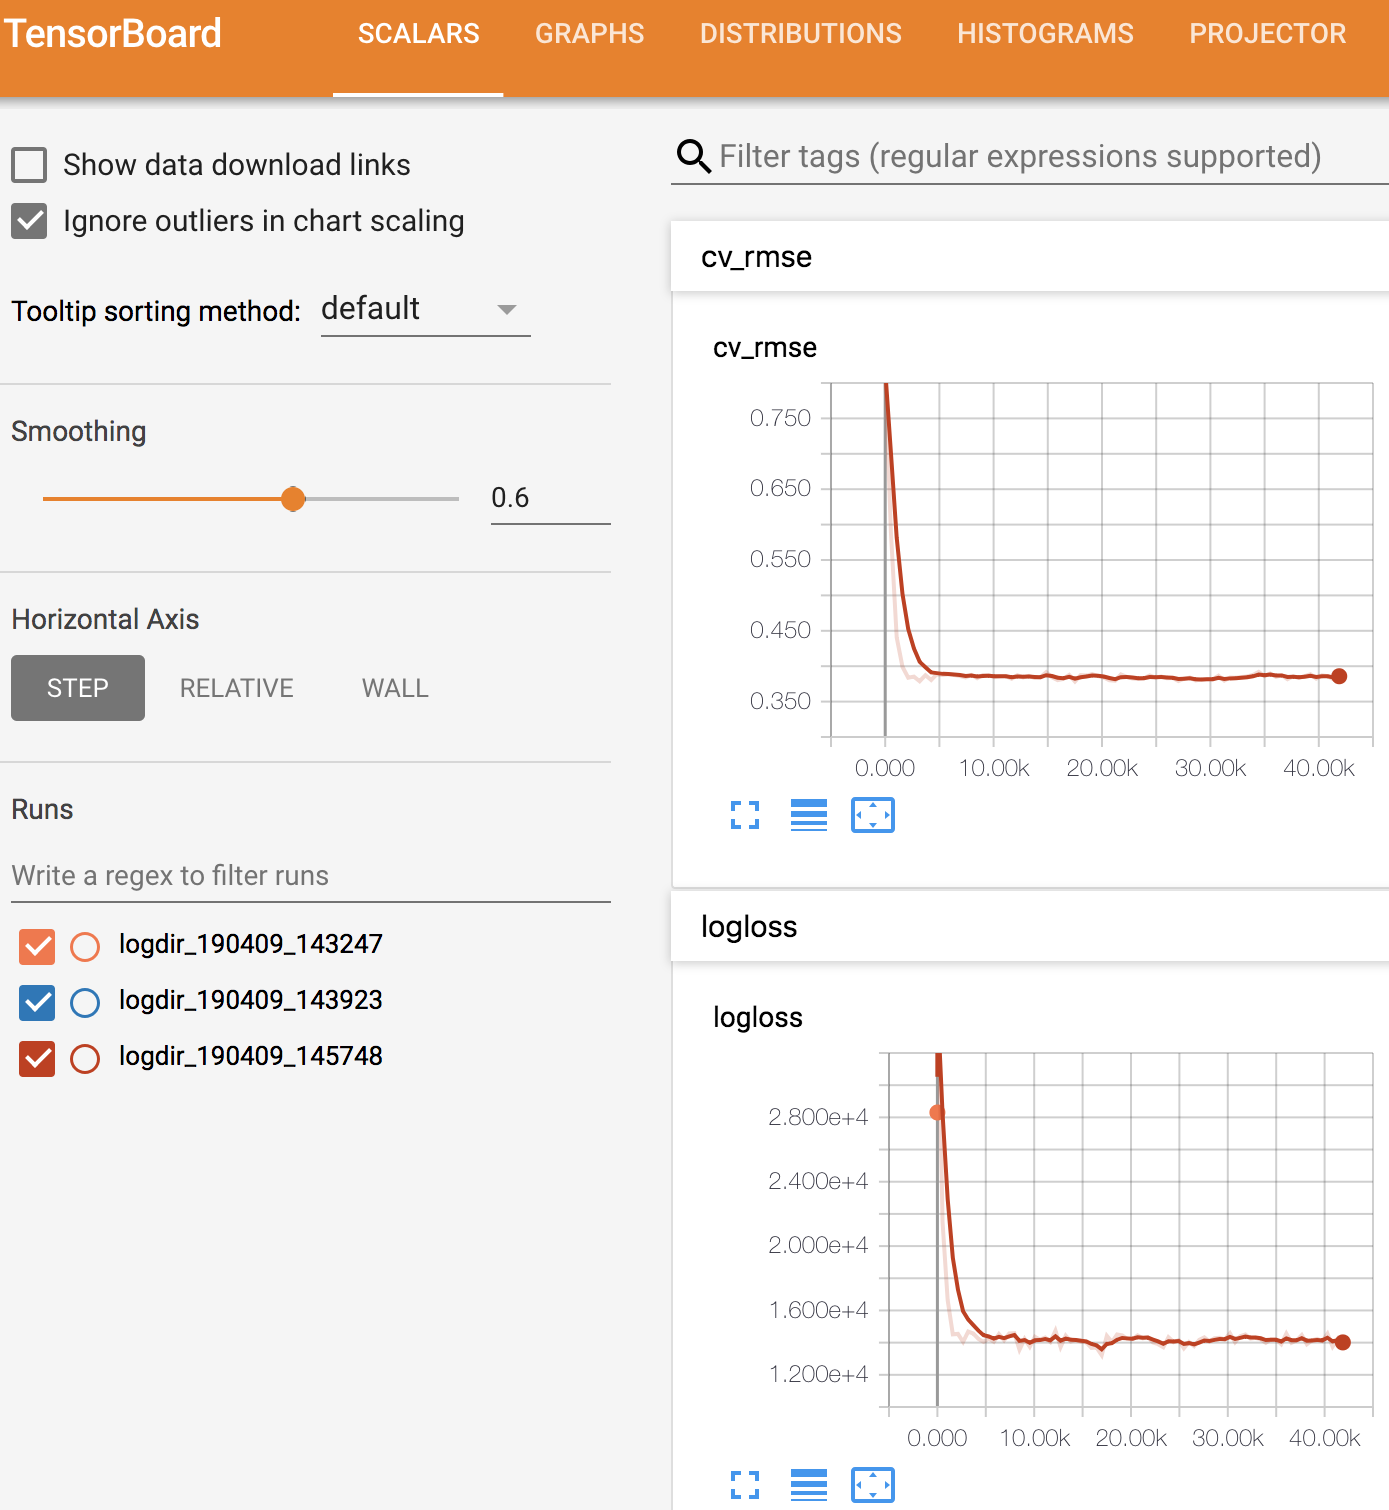 TensorBoard
SCALARS
GRAPHS
DISTRIBUTIONS
HISTOGRAMS
PROJECTOR
Show data download links
Ignore outliers in chart scaling
Tooltip sorting method: default
Smoothing
0.6
Horizontal Axis
STEP
RELATIVE
WALL
Runs
Write a regex to filter runs
logdir_190409_143247
logdir_190409_143923
logdir_190409_145748
Filter tags (regular expressions supported)
cv_rmse
cv_rmse
0.750
0.650
0.550
0.450
0.350
0.000 10.00k 20.00k 30.00k 40.00k
logloss
logloss
2.800e+4
2.400e+4
2.000e+4
1.600e+4
1.200e+4
0.000 10.00k 20.00k 30.00k 40.00k